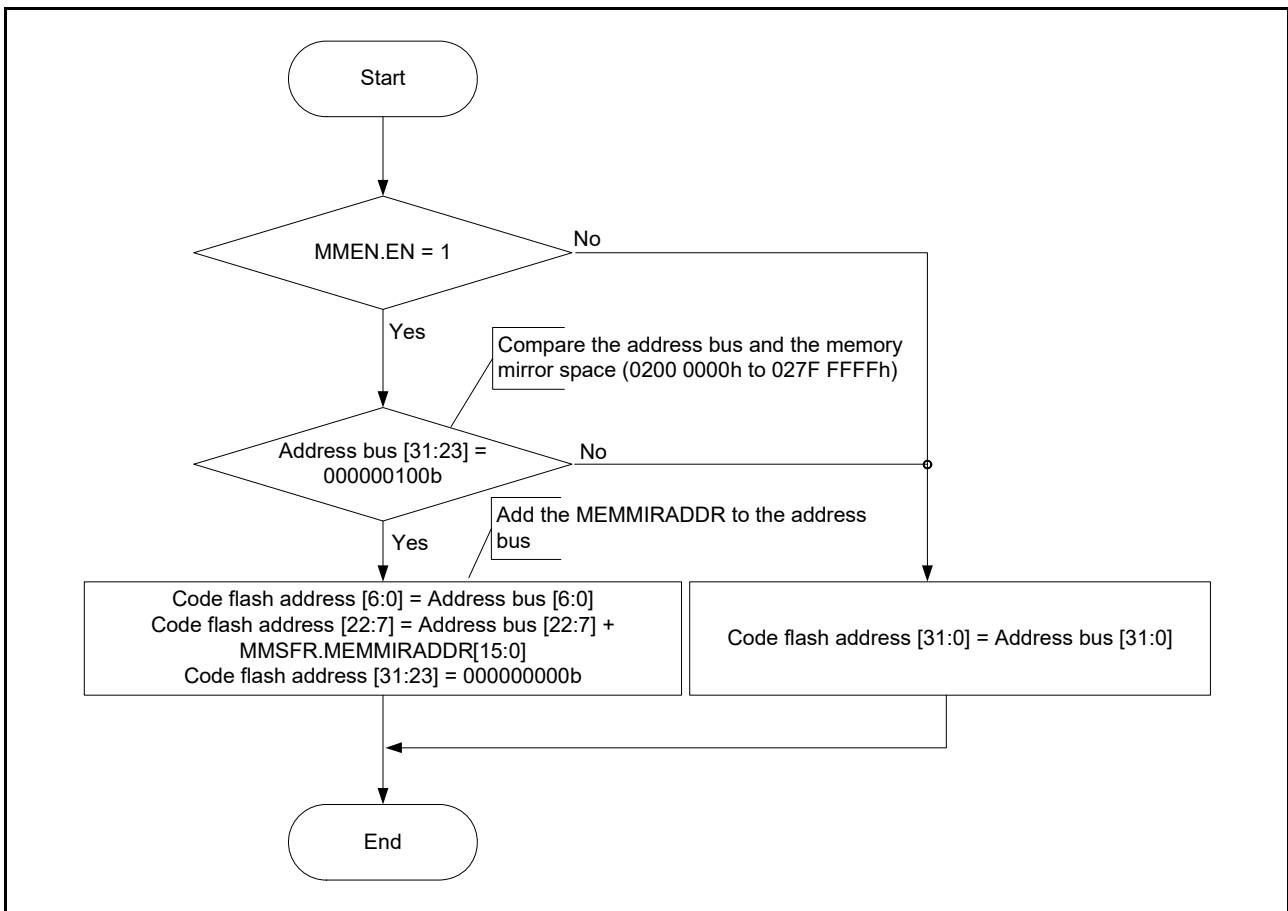 Start
MMEN.EN = 1
No
Yes
Compare the address bus and the memory
mirror space (0200 0000h to 027F FFFFh)
Address bus [31:23] =
000000100b
No
Yes
Add the MEMMIRADDR to the address
bus
Code flash address [6:0] = Address bus [6:0]
Code flash address [22:7] = Address bus [22:7] +
MMSFR.MEMMIRADDR[15:0]
Code flash address [31:23] = 000000000b
Code flash address [31:0] = Address bus [31:0]
End